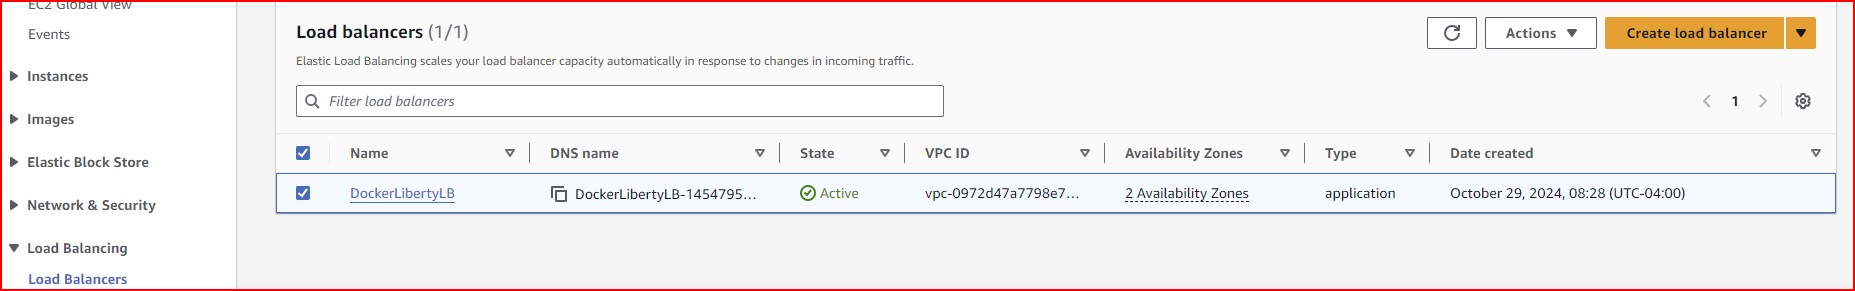 EC2 Global View
Events
Instances
Images
Elastic Block Store
Network & Security
Load Balancing
Load Balancers
Load balancers (1/1)
Actions
Create load balancer
Elastic Load Balancing scales your load balancer capacity automatically in response to changes in incoming traffic.
Filter load balancers
1
Name DNS name State VPC ID Availability Zones Type Date created
DockerLibertyLB DockerLibertyLB-1454795... Active vpc-0972d47a7798e7... 2 Availability Zones application October 29, 2024, 08:28 (UTC-04:00)